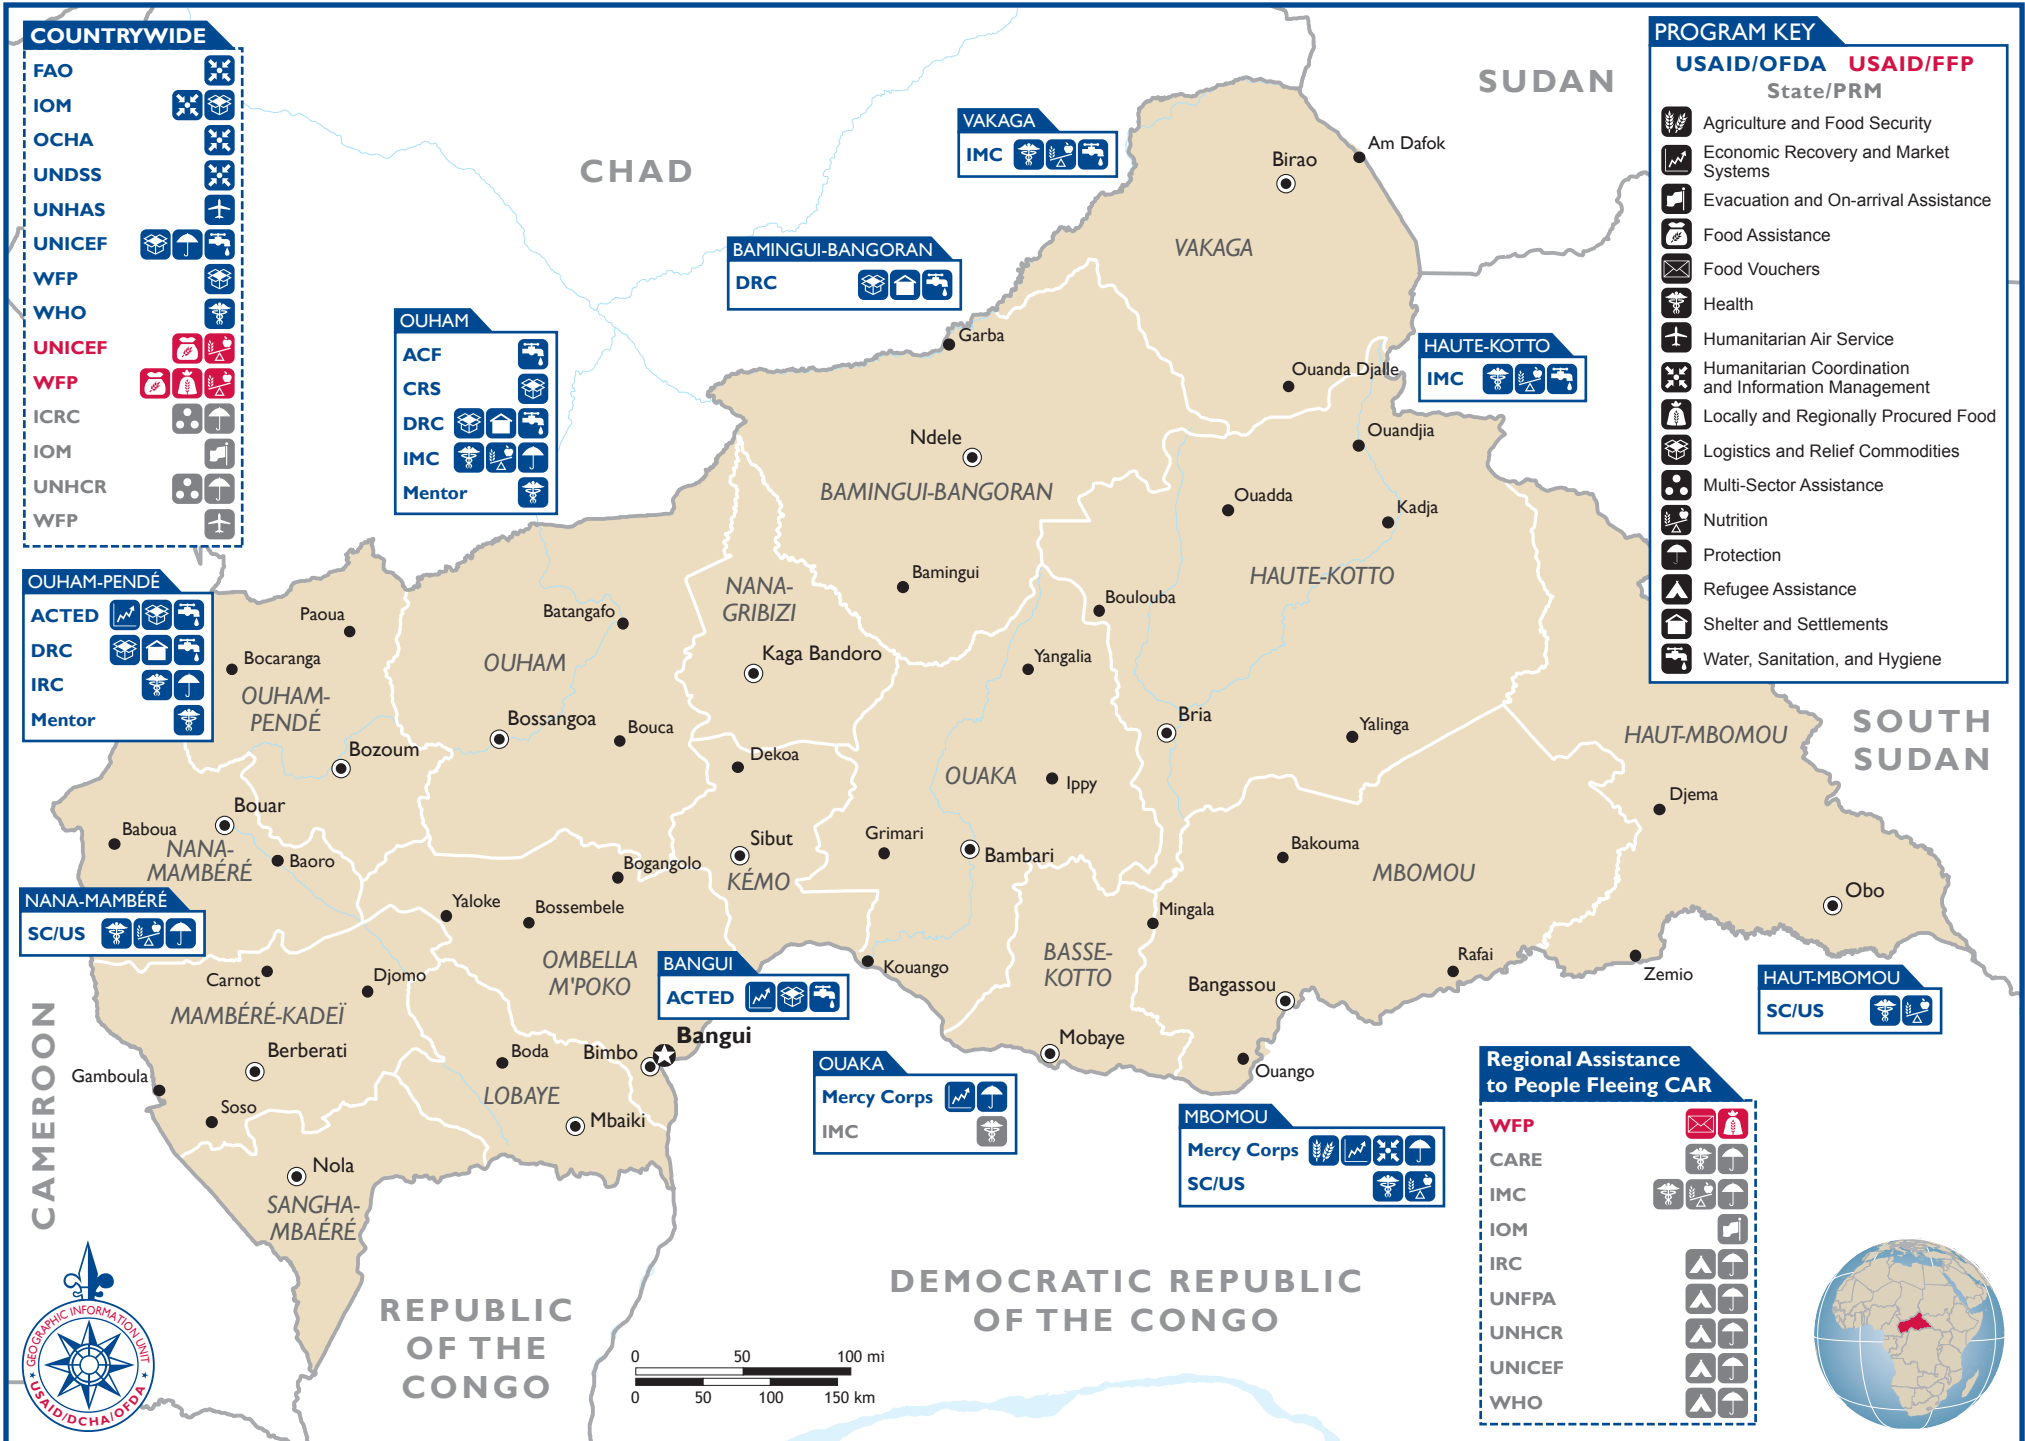 COUNTRYWIDE
FAO
IOM
OCHA
UNDSS
UNHAS
UNICEF
WFP
WHO
UNICEF
WFP
ICRC
IOM
UNHCR
WFP
PROGRAM KEY
USAID/OFDA USAID/FFP
State/PRM
Agriculture and Food Security
Economic Recovery and Market
Systems
Evacuation and On-arrival Assistance
Food Assistance
Food Vouchers
Health
Humanitarian Air Service
Humanitarian Coordination
and Information Management
Locally and Regionally Procured Food
Logistics and Relief Commodities
Multi-Sector Assistance
Nutrition
Protection
Refugee Assistance
Shelter and Settlements
Water, Sanitation, and Hygiene
SUDAN
CHAD
VAKAGA
IMC
BAMINGUI-BANGORAN
DRC
OUHAM
ACF
CRS
DRC
IMC
Mentor
HAUTE-KOTTO
IMC
OUHAM-PENDÉ
ACTED
DRC
IRC
Mentor
NANA-MAMBÉRÉ
SC/US
BANGUI
ACTED
OUAKA
Mercy Corps
IMC
MBOMOU
Mercy Corps
SC/US
HAUT-MBOMOU
SC/US
Regional Assistance
to People Fleeing CAR
WFP
CARE
IMC
IOM
IRC
UNFPA
UNHCR
UNICEF
WHO
Birao
Am Dafok
VAKAGA
Garba
Ouanda Djalle
Ndele
Ouandjia
BAMINGUI-BANGORAN
Ouadda
Kadja
Bamingui
HAUTE-KOTTO
NANA-
GRIBIZI
Boulouba
Paoua
Batangafo
Bocaranga
OUHAM
Kaga Bandoro
Yangalia
OUHAM-
PENDÉ
Bossangoa
Bouca
Bria
Yalinga
HAUT-MBOMOU
SOUTH
SUDAN
Bozoum
Dekoa
OUAKA
Ippy
Djema
Bouar
Baboua
NANA-
MAMBÉRÉ
Baoro
Sibut
KÉMO
Grimari
Bambari
Bakouma
MBOMOU
Bogangolo
Obo
Yaloke
Bossembele
Mingala
OMBELLA
M'POKO
BASSE-
KOTTO
Rafai
Zemio
Carnot
Djomo
Kouango
Bangassou
MAMBÉRÉ-KADEÏ
Bangui
Bimbo
Mobaye
Berberati
Boda
Ouango
Gamboula
LOBAYE
Soso
Mbaiki
Nola
SANGHA-
MBAÉRÉ
CAMEROON
REPUBLIC
OF THE
CONGO
DEMOCRATIC REPUBLIC
OF THE CONGO
0 50 100 mi
0 50 100 150 km
GEOGRAPHIC INFORMATION UNIT
USAID/DCHA/OFDA